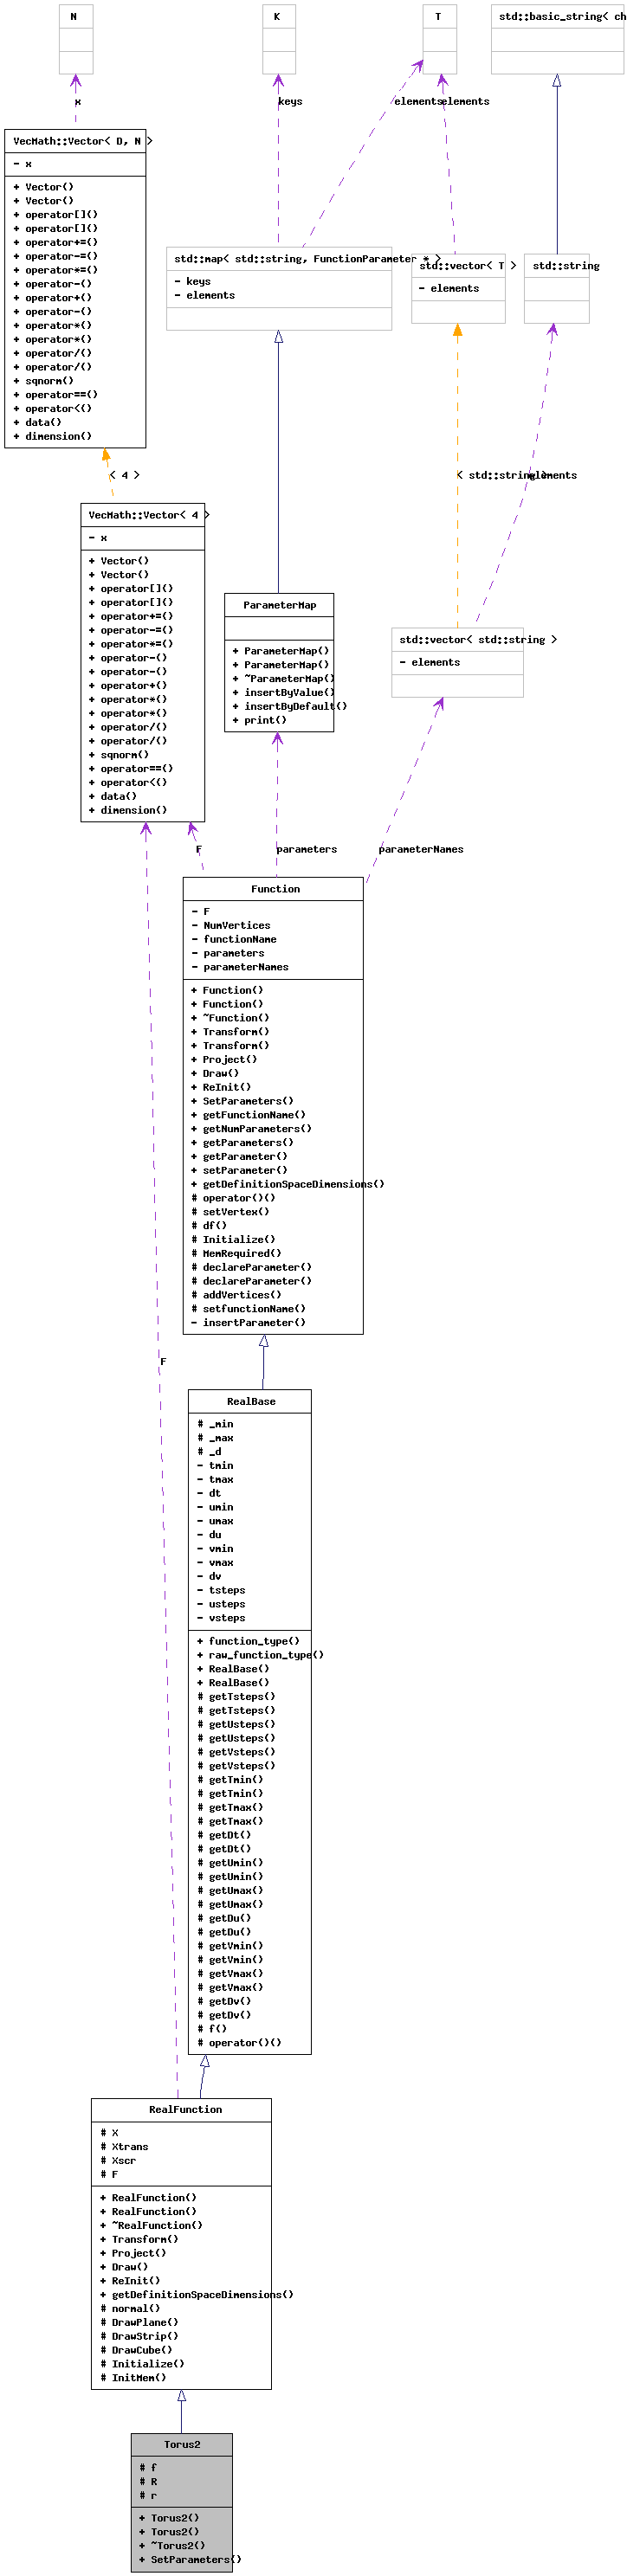 N
K
T
std::basic_string< ch
x
keys
elements
elements
VecMath::Vector< D, N >
- x
+ Vector()
+ Vector()
+ operator[]()
+ operator[]()
+ operator+=()
+ operator-=()
+ operator*=()
+ operator-()
+ operator+()
+ operator-()
+ operator*()
+ operator*()
+ operator/()
+ operator/()
+ sqnorm()
+ operator==()
+ operator<()
+ data()
+ dimension()
std::map< std::string, FunctionParameter * >
- keys
- elements
std::vector< T >
- elements
std::string
< 4 >
< std::string >
elements
VecMath::Vector< 4 >
- x
+ Vector()
+ Vector()
+ operator[]()
+ operator[]()
+ operator+=()
+ operator-=()
+ operator*=()
+ operator-()
+ operator-()
+ operator+()
+ operator*()
+ operator*()
+ operator/()
+ operator/()
+ sqnorm()
+ operator==()
+ operator<()
+ data()
+ dimension()
ParameterMap
+ ParameterMap()
+ ParameterMap()
+ ~ParameterMap()
+ insertByValue()
+ insertByDefault()
+ print()
std::vector< std::string >
- elements
F
parameters
parameterNames
Function
- F
- NumVertices
- functionName
- parameters
- parameterNames
+ Function()
+ Function()
+ ~Function()
+ Transform()
+ Transform()
+ Project()
+ Draw()
+ ReInit()
+ SetParameters()
+ getFunctionName()
+ getNumParameters()
+ getParameters()
+ getParameter()
+ setParameter()
+ getDefinitionSpaceDimensions()
# operator()()
# setVertex()
# df()
# Initialize()
# MemRequired()
# declareParameter()
# declareParameter()
# addVertices()
# setfunctionName()
- insertParameter()
F
RealBase
# _min
# _max
# _d
- tmin
- tmax
- dt
- umin
- umax
- du
- vmin
- vmax
- dv
- tsteps
- usteps
- vsteps
+ function_type()
+ raw_function_type()
+ RealBase()
+ RealBase()
# getTsteps()
# getTsteps()
# getUsteps()
# getUsteps()
# getVsteps()
# getVsteps()
# getTmin()
# getTmin()
# getTmax()
# getTmax()
# getDt()
# getDt()
# getUmin()
# getUmin()
# getUmax()
# getUmax()
# getDu()
# getDu()
# getVmin()
# getVmin()
# getVmax()
# getVmax()
# getDv()
# getDv()
# f()
# operator()()
RealFunction
# X
# Xtrans
# Xscr
# F
+ RealFunction()
+ RealFunction()
+ ~RealFunction()
+ Transform()
+ Project()
+ Draw()
+ ReInit()
+ getDefinitionSpaceDimensions()
# normal()
# DrawPlane()
# DrawStrip()
# DrawCube()
# Initialize()
# InitMem()
Torus2
# f
# R
# r
+ Torus2()
+ Torus2()
+ ~Torus2()
+ SetParameters()